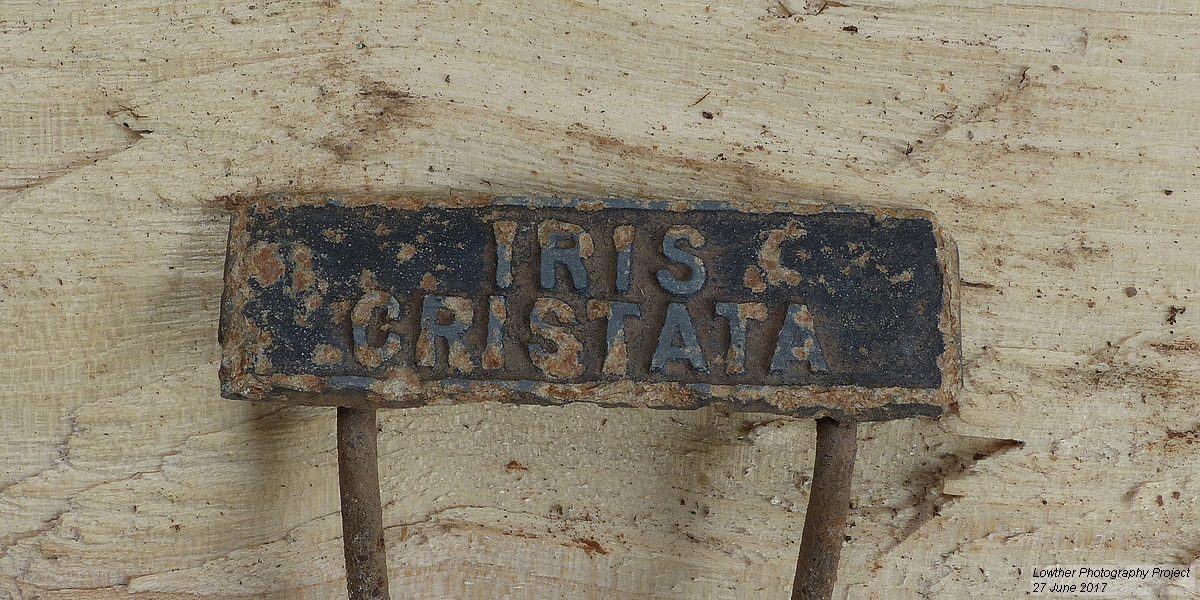 IRIS
CRISTATA
Lowther Photography Project
27 June 2017